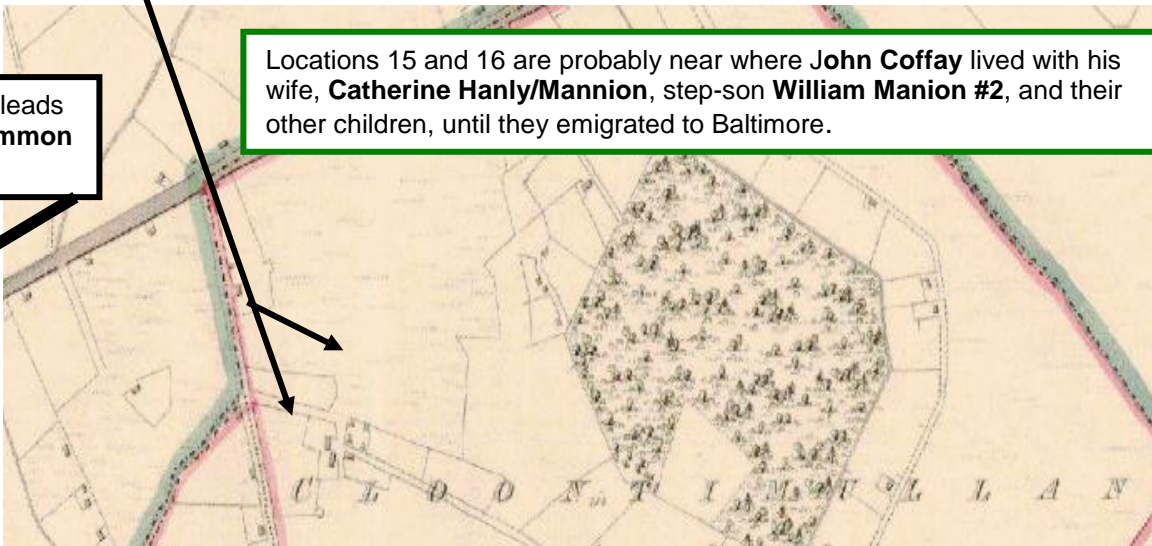 Locations 15 and 16 are probably near where John Coffay lived with his
wife, Catherine Hanly/Mannion, step-son William Manion #2, and their
other children, until they emigrated to Baltimore.
leads
mmon
C L O O N T I M U L L A N